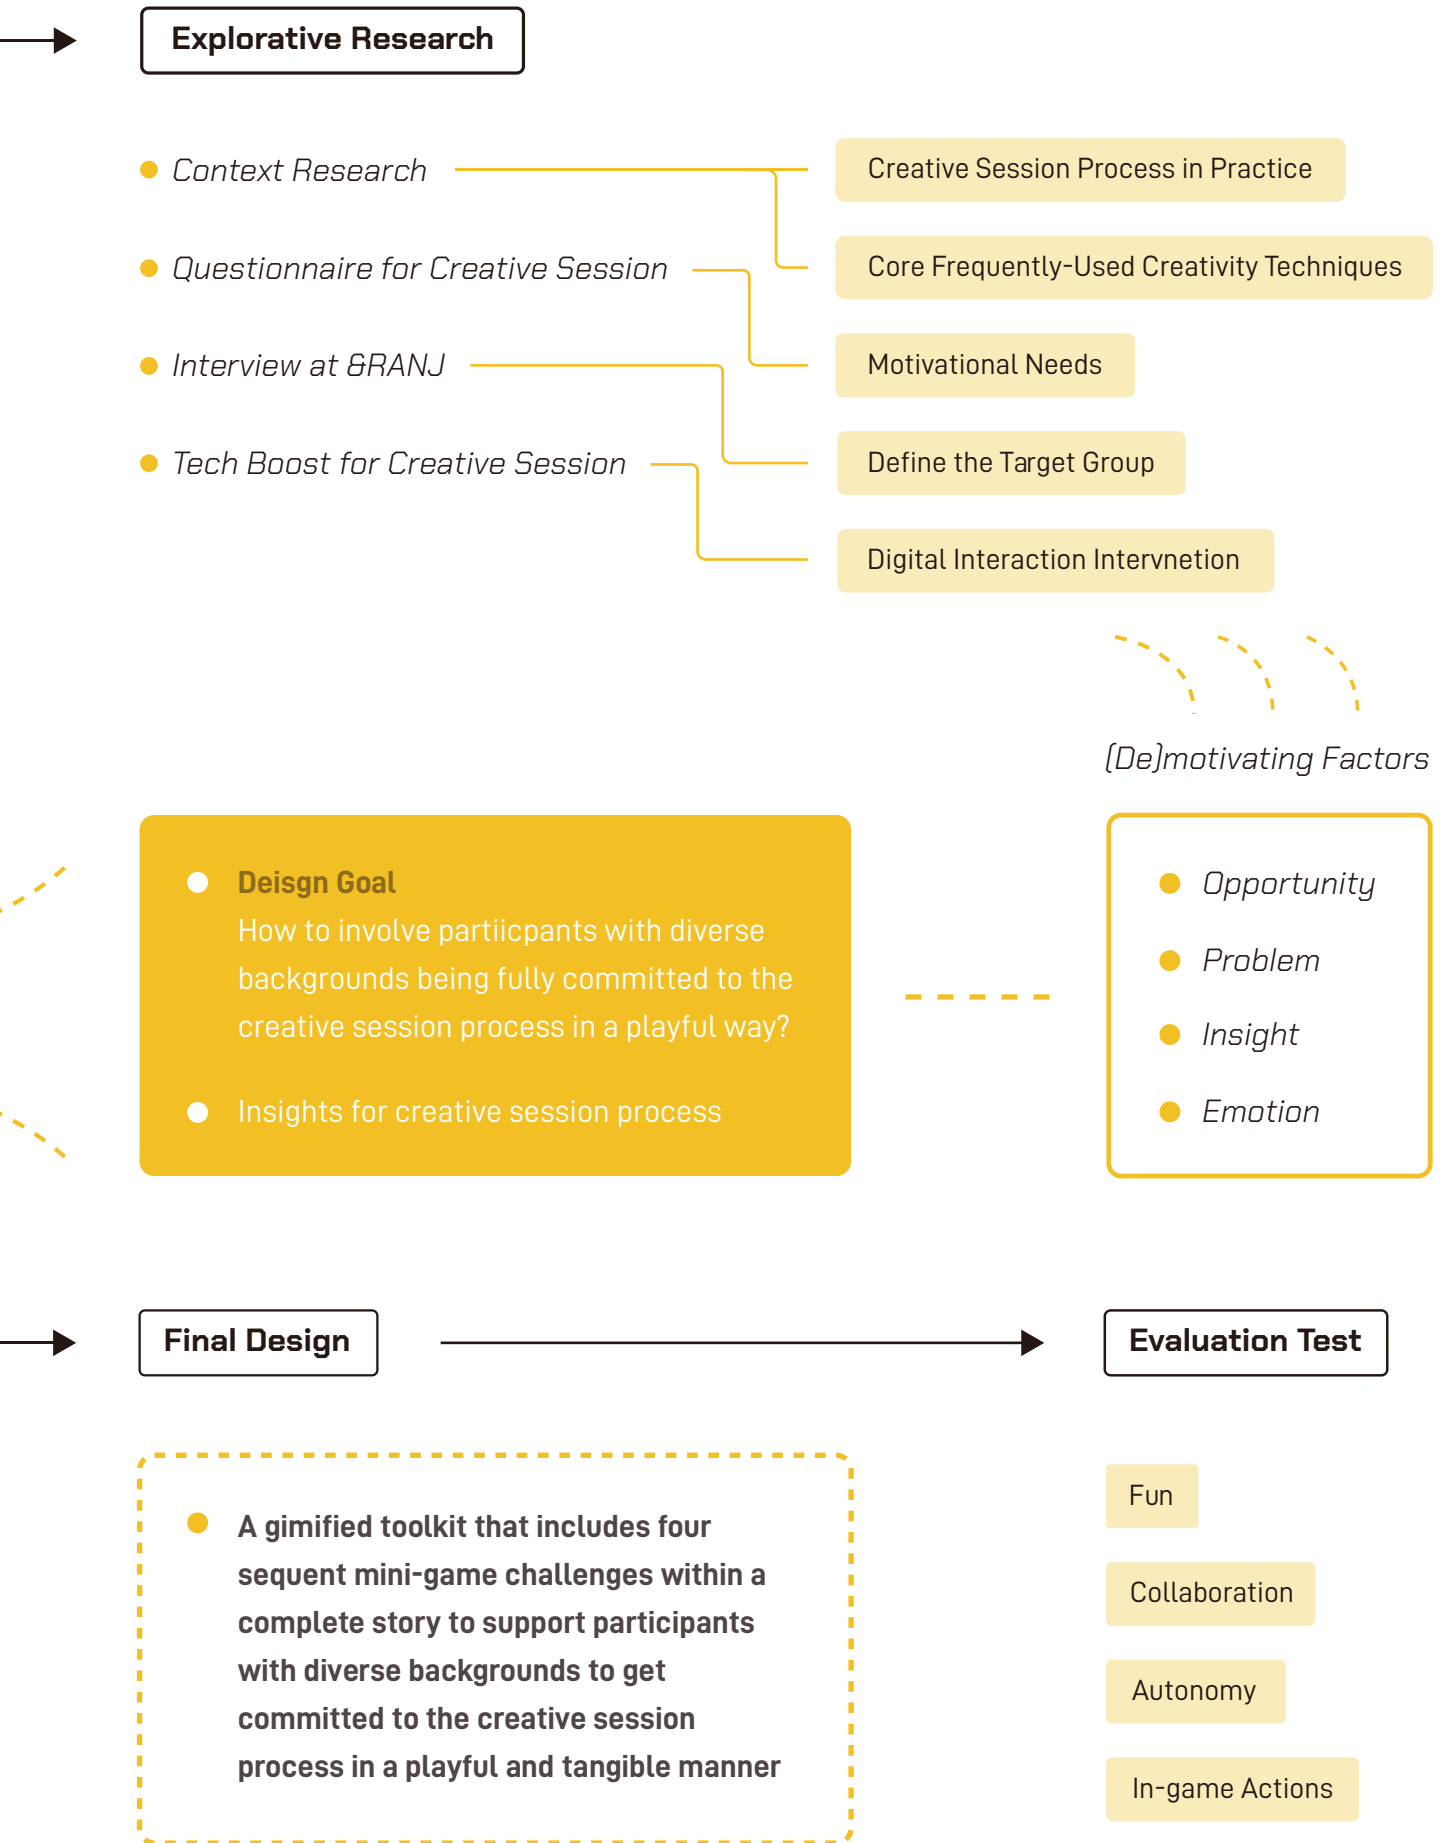 Explorative Research
Context Research
Questionnaire for Creative Session
Interview at &RANJ
Tech Boost for Creative Session
Creative Session Process in Practice
Core Frequently-Used Creativity Techniques
Motivational Needs
Define the Target Group
Digital Interaction Intervnetion
(De)motivating Factors
Opportunity
Problem
Insight
Emotion
Deisgn Goal
How to involve partiicpants with diverse
backgrounds being fully committed to the
creative session process in a playful way?
Insights for creative session process
Final Design
Evaluation Test
A gimified toolkit that includes four
sequent mini-game challenges within a
complete story to support participants
with diverse backgrounds to get
committed to the creative session
process in a playful and tangible manner
Fun
Collaboration
Autonomy
In-game Actions